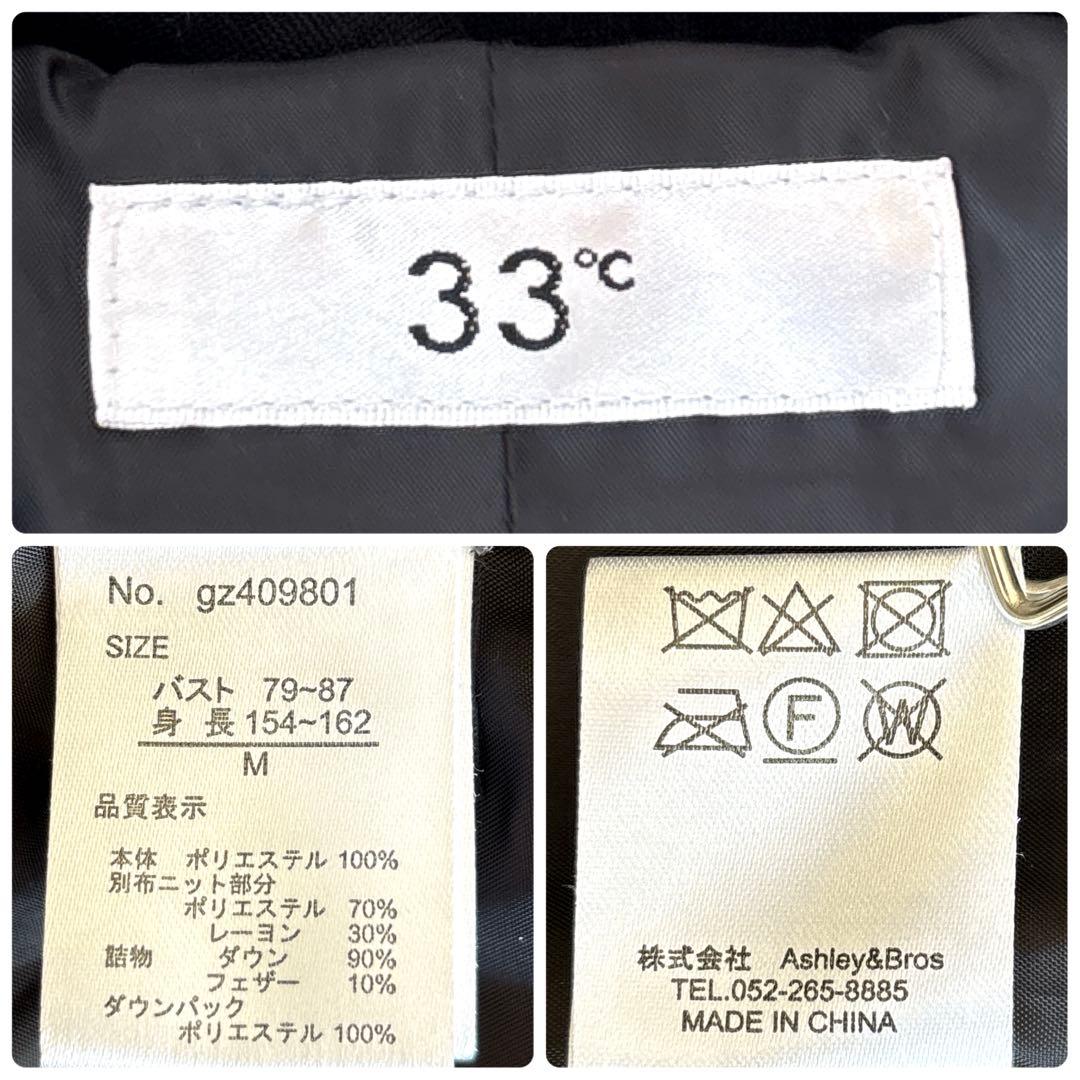 33℃
No. gz409801
SIZE
バスト 79~87
身 長 154~162
M
品質表示
本体 ポリエステル 100%
別布ニット部分
ポリエステル 70%
レーヨン 30%
詰物 ダウン 90%
フェザー 10%
ダウンパック
ポリエステル 100%
F
W
株式会社 Ashley&Bros
TEL.052-265-8885
MADE IN CHINA